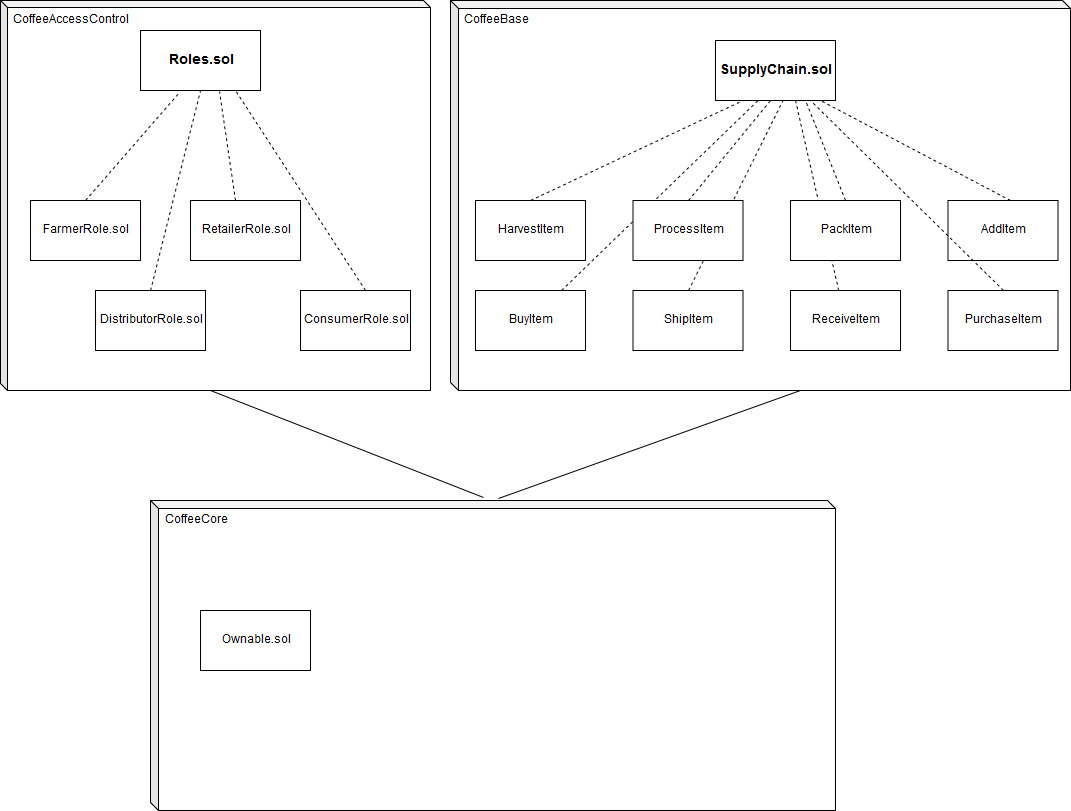 CoffeeAccessControl
Roles.sol
FarmerRole.sol
RetailerRole.sol
DistributorRole.sol
ConsumerRole.sol
CoffeeBase
SupplyChain.sol
HarvestItem
ProcessItem
PackItem
AddItem
BuyItem
ShipItem
ReceiveItem
PurchaseItem
CoffeeCore
Ownable.sol